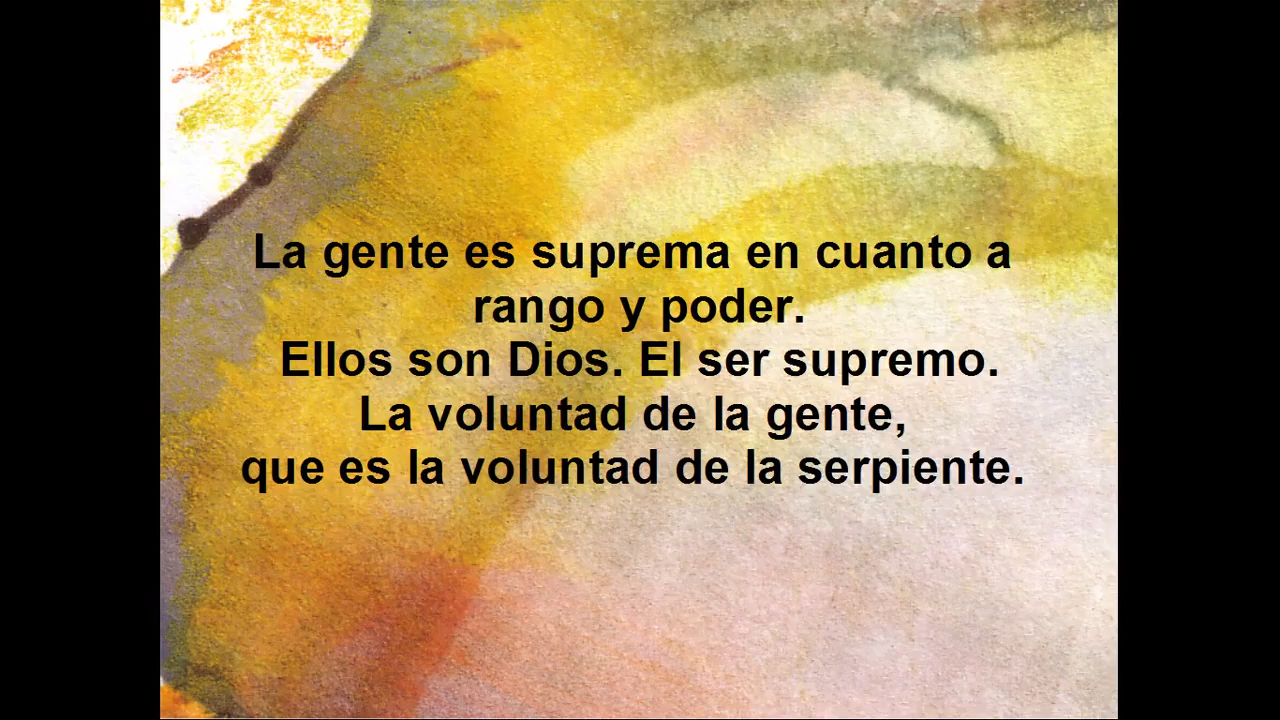 La gente es suprema en cuanto a
rango y poder.
Ellos son Dios. El ser supremo.
La voluntad de la gente,
que es la voluntad de la serpiente.